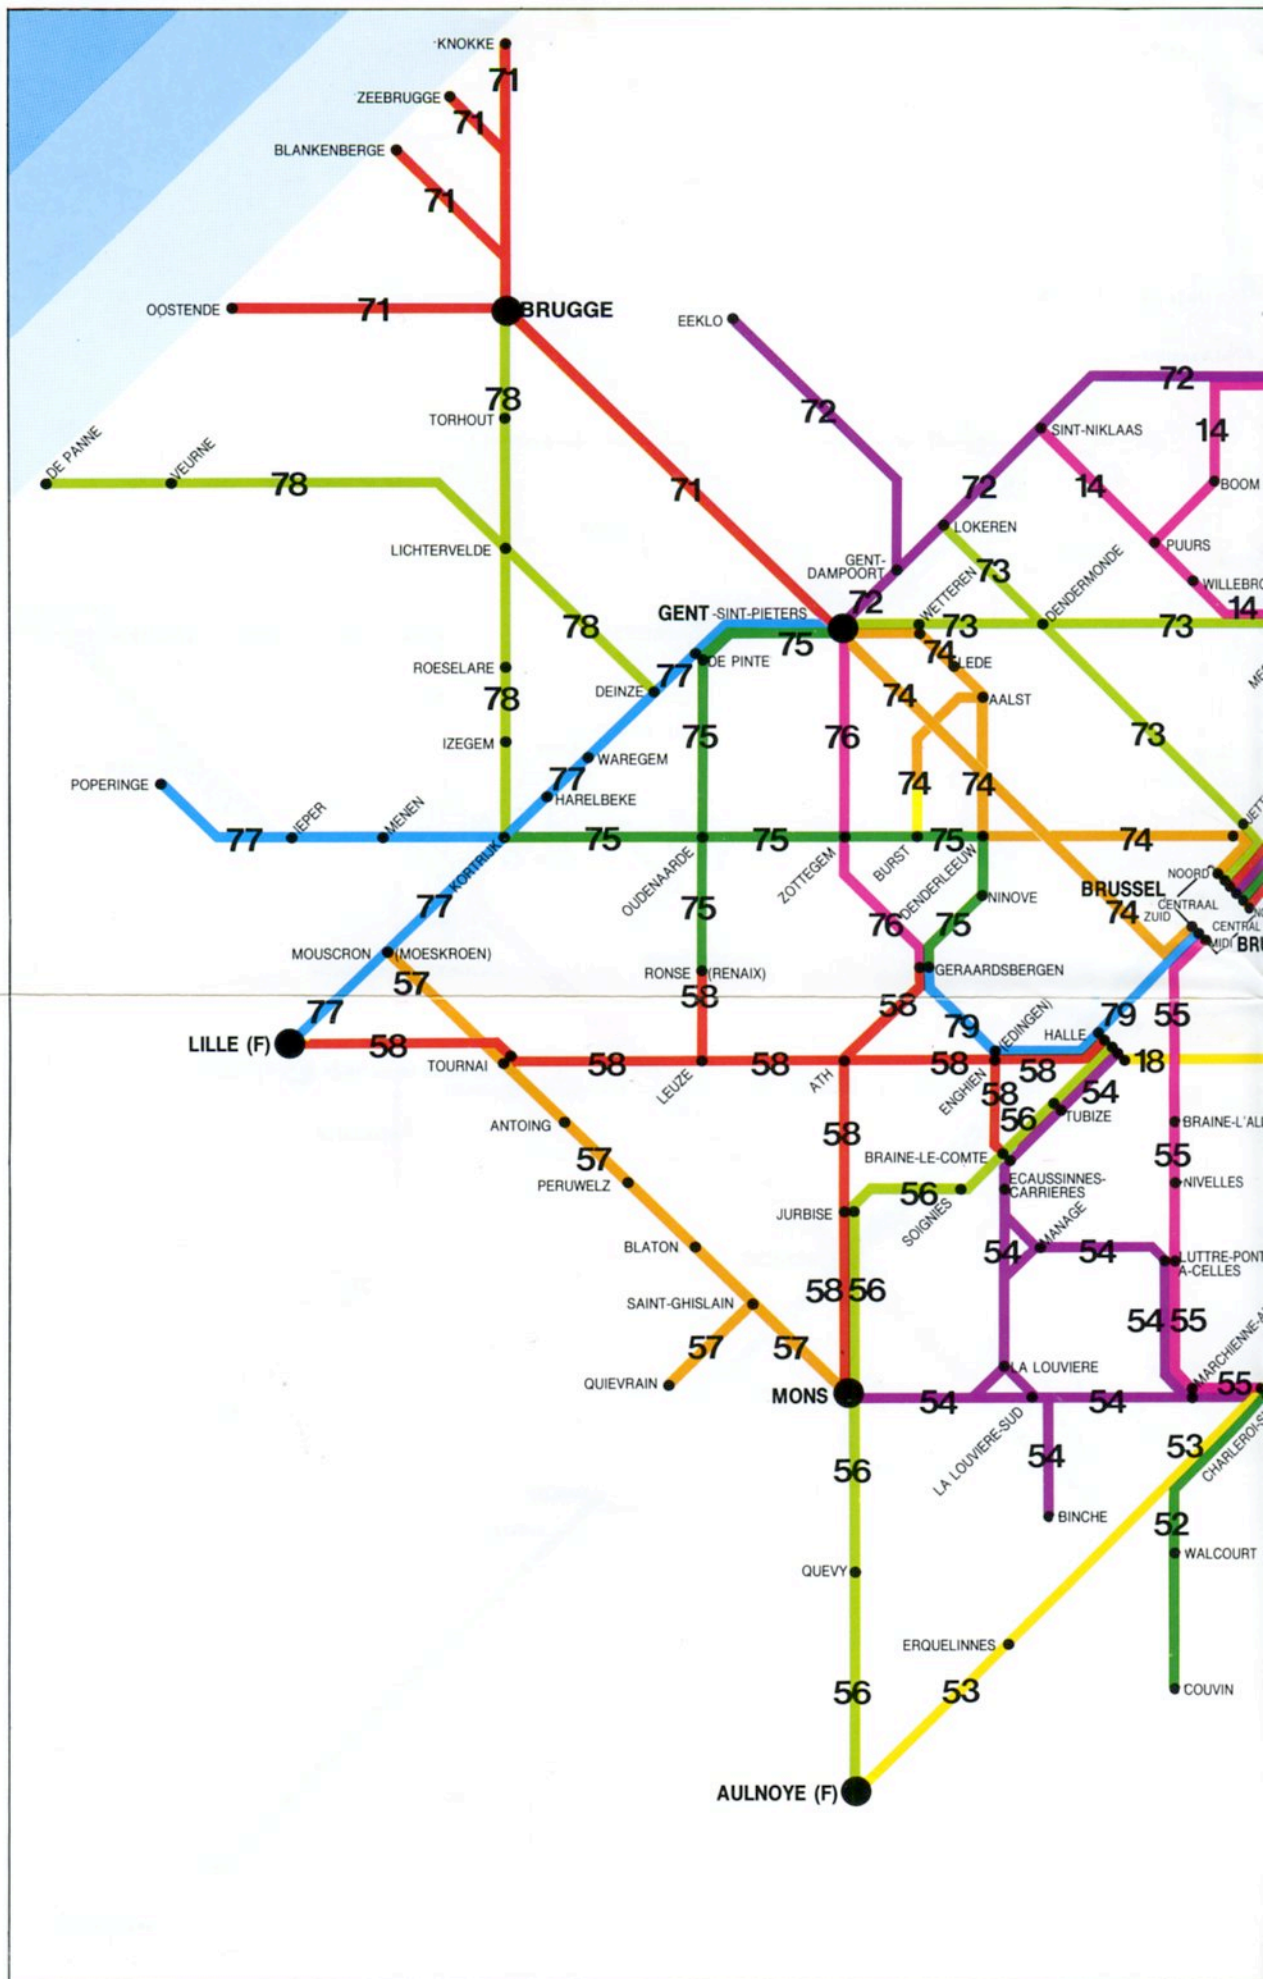 KNOKKE
71
ZEEBRUGGE
71
BLANKENBERGE
71
OOSTENDE
71
BRUGGE
EEKLO
72
72
SINT-NIKLAAS
14
78
TORHOUT
DE PANNE
VEURNE
78
71
72
14
BOOM
LOKEREN
LICHTERVELDE
PUURS
GENT-
DAMPOORT
73
DENDERMONDE
WILLEBRO
72
WETTEREN
14
GENT-SINT-PIETERS
78
75
73
73
74
LEDE
DE PINTE
ROESELARE
77
DEINZE
78
74
AALST
IZEGEM
75
76
73
WAREGEM
POPERINGE
77
HARELBEKE
74
74
IEPER
MENEN
77
75
75
75
74
KORTRIJK
OUDENAARDE
ZOTTEGEM
BURST
DENDERLEEUW
NOORD
BRUSSEL
CENTRAAL
ZUID
NINOVE
77
75
76
75
74
CENTRAL
MIDI
BRU
MOUSCRON
(MOESKROEN)
57
RONSE
(RENAIX)
GERAARDSBERGEN
58
58
77
79
(EDINGEN)
HALLE
79
55
LILLE (F)
58
TOURNAI
58
58
58
58
18
LEUZE
ATH
ENGHIEN
58
54
56
TUBIZE
ANTOING
58
BRAINE-L'ALL
57
BRAINE-LE-COMTE
55
PERUWELZ
56
ECAUSSINNES-
CARRIERES
NIVELLES
JURBISE
SOIGNIES
BLATON
54
MANAGE
54
LUTTRE-PONT
A-CELLES
58
56
SAINT-GHISLAIN
54
55
57
57
QUIEVRAIN
LA LOUVIERE
MARCHIENNE-A
55
MONS
54
54
LA LOUVIERE-SUD
53
CHARLEROI-S
56
54
BINCHE
52
WALCOURT
QUEVY
ERQUELINNES
56
53
COUVIN
AULNOYE (F)